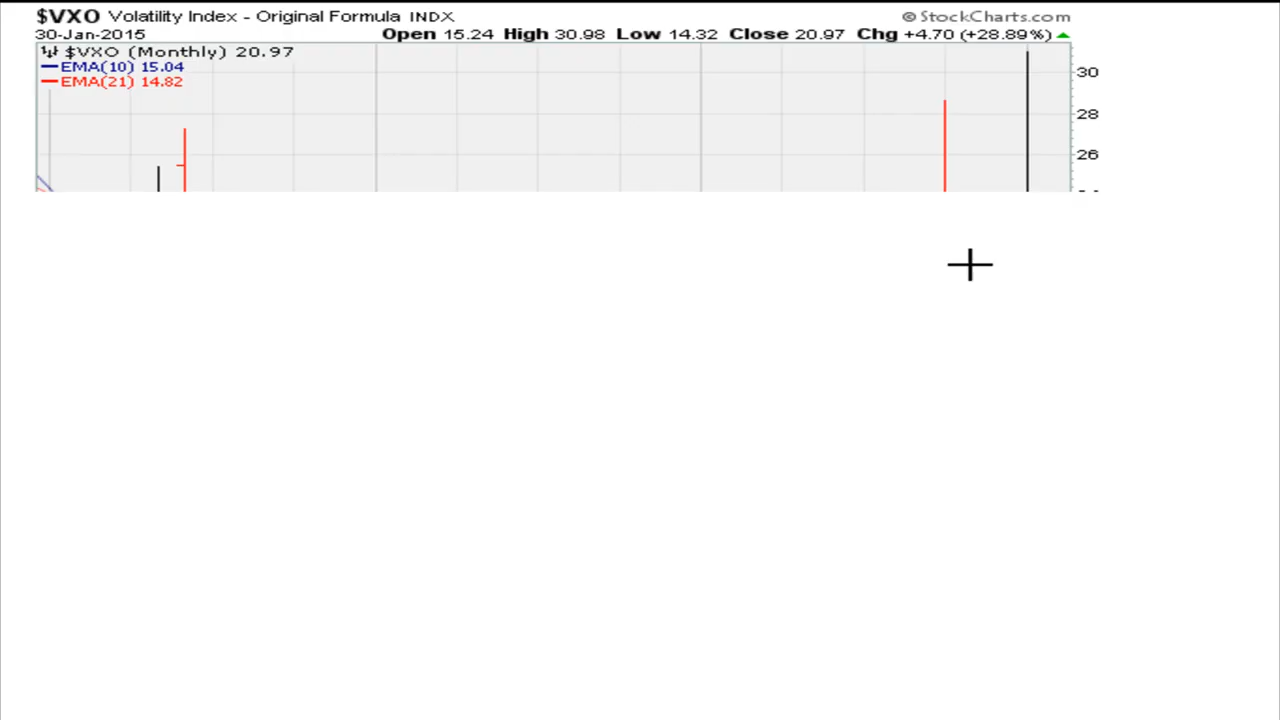 $VXO Volatility Index - Original Formula INDX © StockCharts.com
30-Jan-2015 Open 15.24 High 30.98 Low 14.32 Close 20.97 Chg +4.70 (+28.89%)
$VXO (Monthly) 20.97
EMA(10) 15.04
EMA(21) 14.82
30
28
26